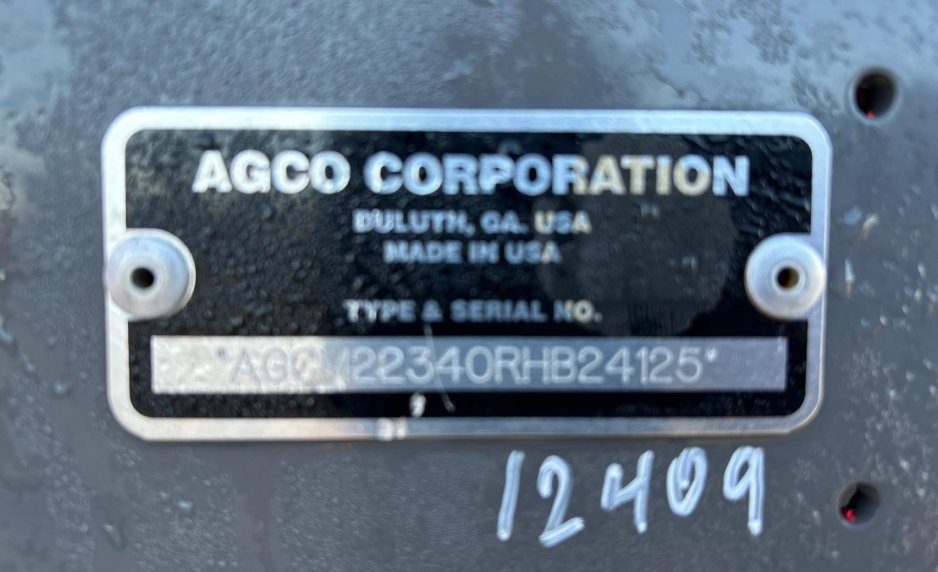 AGCO CORPORATION
DULUTH, GA. USA
MADE IN USA
TYPE & SERIAL NO.
*AGCM22340RHB24125*
12409